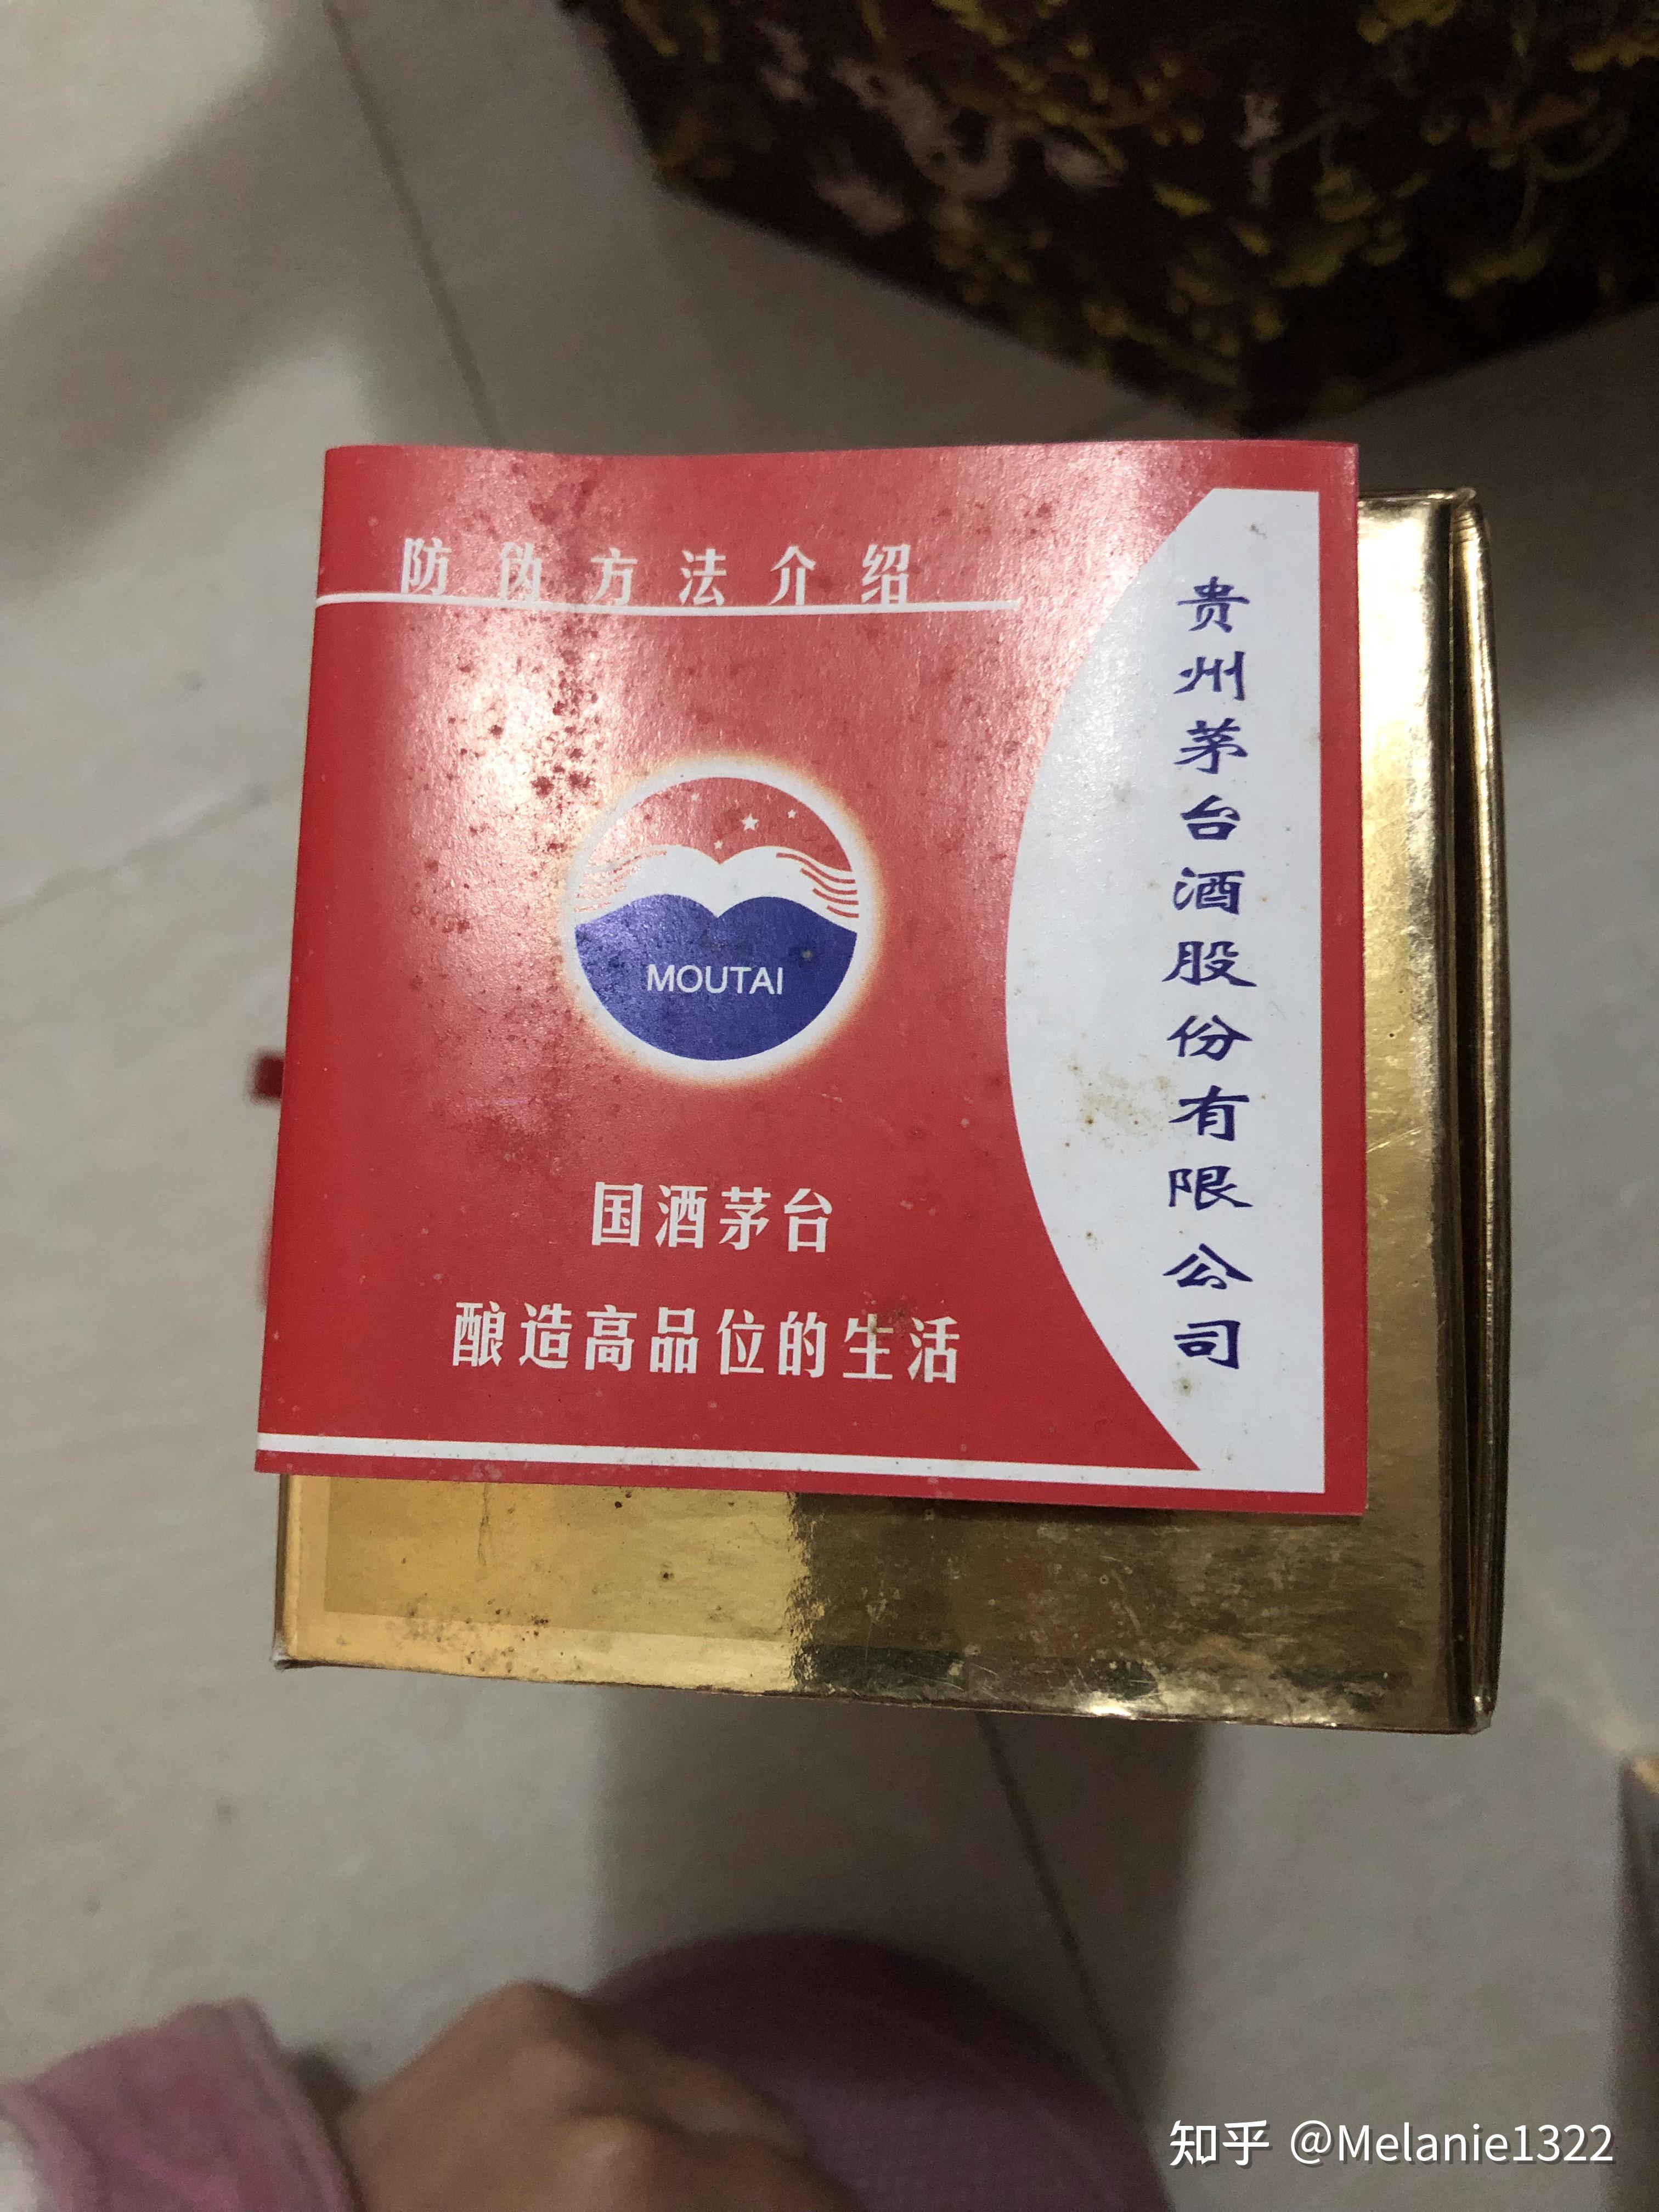 防伪方法介绍
MOUTAI
国酒茅台
酿造高品位的生活
贵州茅台酒股份有限公司
知乎 @Melanie1322